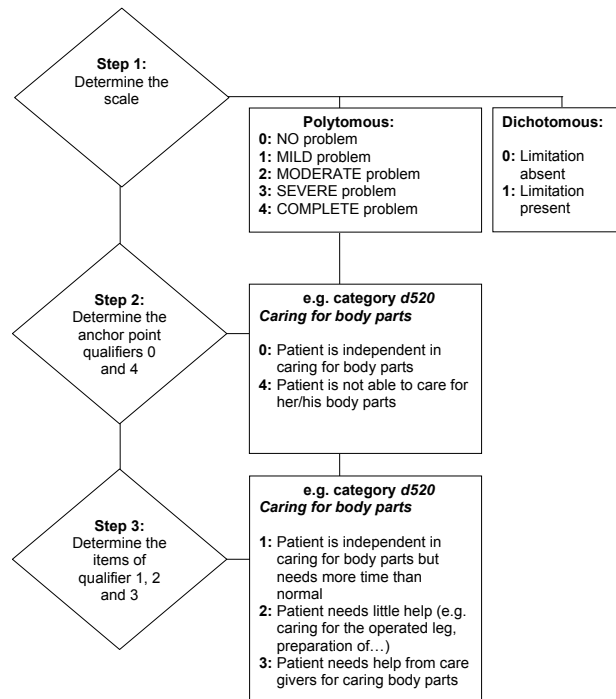 Step 1:
Determine the
scale
Polytomous:
0: NO problem
1: MILD problem
2: MODERATE problem
3: SEVERE problem
4: COMPLETE problem
Dichotomous:
0: Limitation
absent
1: Limitation
present
Step 2:
Determine the
anchor point
qualifiers 0
and 4
e.g. category d520
Caring for body parts
0: Patient is independent in
caring for body parts
4: Patient is not able to care for
her/his body parts
Step 3:
Determine the
items of
qualifier 1, 2
and 3
e.g. category d520
Caring for body parts
1: Patient is independent in
caring for body parts but
needs more time than
normal
2: Patient needs little help (e.g.
caring for the operated leg,
preparation of…)
3: Patient needs help from care
givers for caring body parts